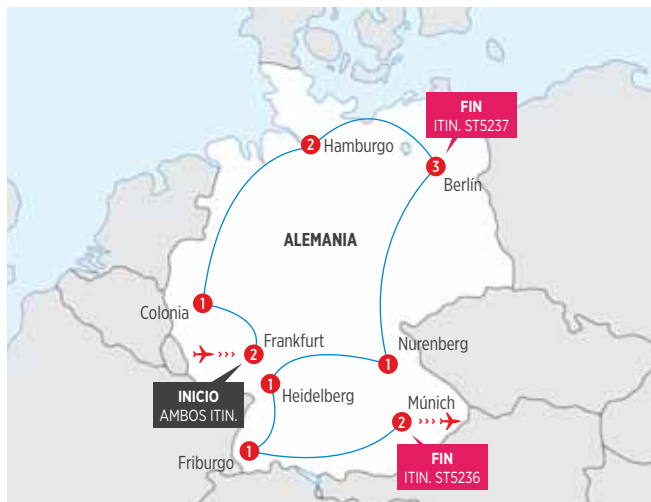 FIN
ITIN. ST5237
2
Hamburgo
3
Berlín
ALEMANIA
1
Colonia
Frankfurt
2
Nurenberg
1
INICIO
AMBOS ITIN.
1
Heidelberg
Múnich
2
1
Friburgo
FIN
ITIN. ST5236